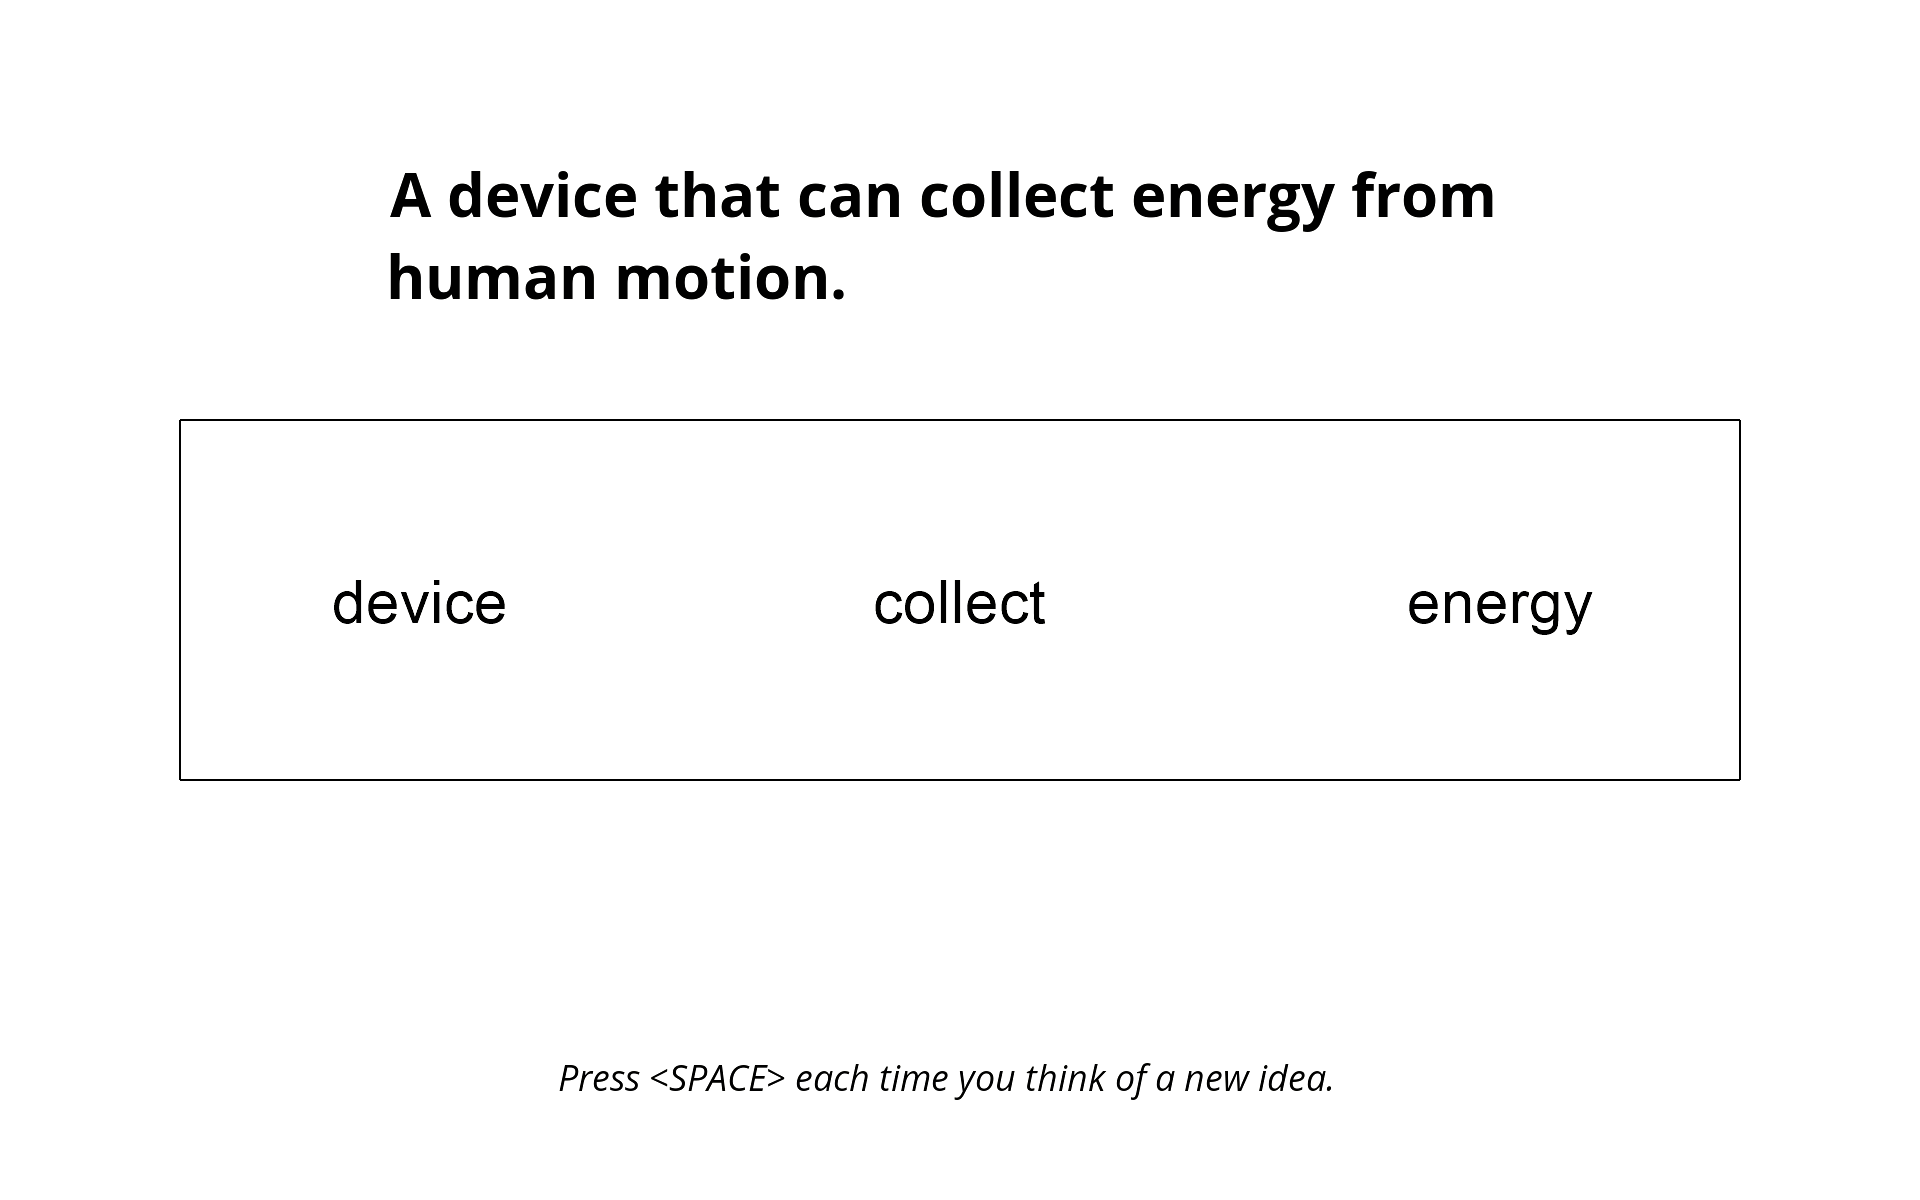 A device that can collect energy from
human motion.
device collect energy
Press <SPACE> each time you think of a new idea.